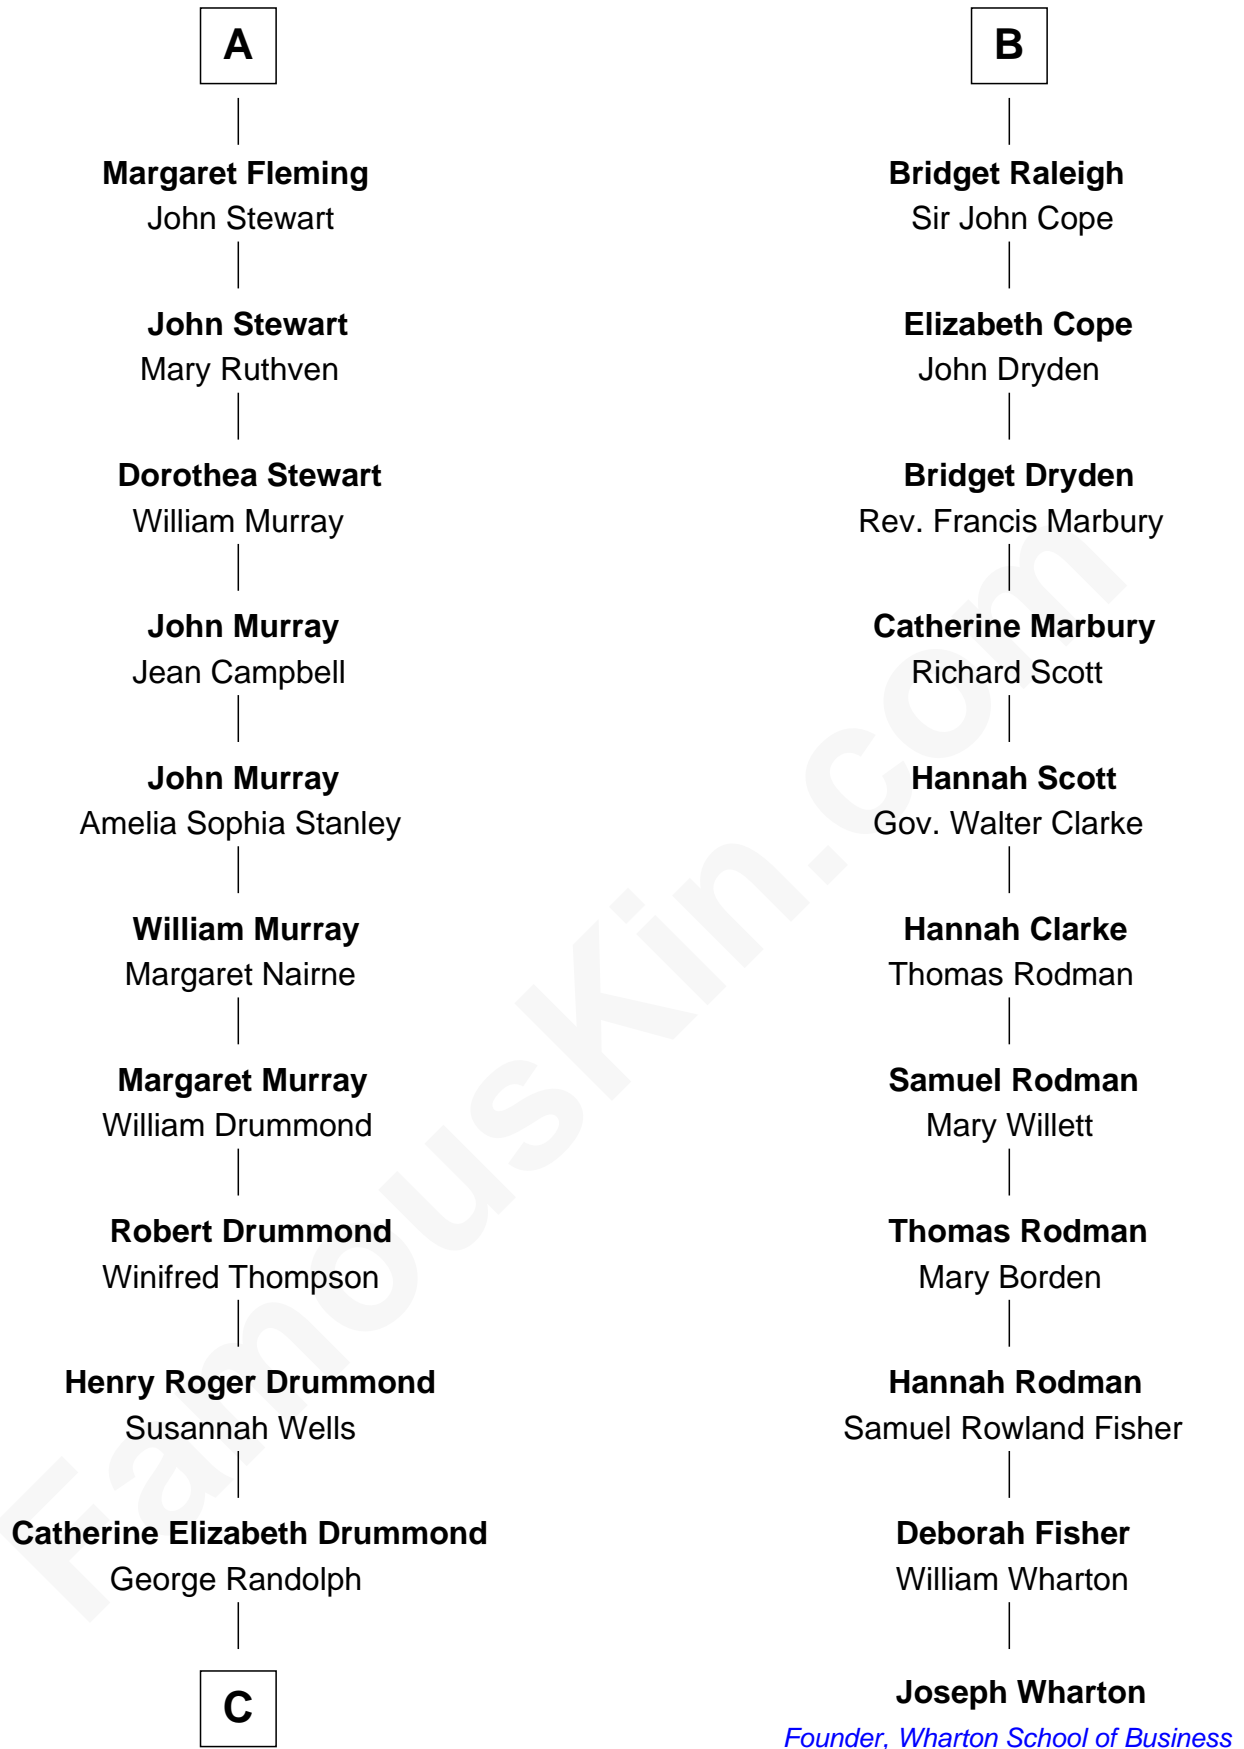 A
Margaret Fleming
John Stewart
John Stewart
Mary Ruthven
Dorothea Stewart
William Murray
John Murray
Jean Campbell
John Murray
Amelia Sophia Stanley
William Murray
Margaret Nairne
Margaret Murray
William Drummond
Robert Drummond
Winifred Thompson
Henry Roger Drummond
Susannah Wells
Catherine Elizabeth Drummond
George Randolph
C
B
Bridget Raleigh
Sir John Cope
Elizabeth Cope
John Dryden
Bridget Dryden
Rev. Francis Marbury
Catherine Marbury
Richard Scott
Hannah Scott
Gov. Walter Clarke
Hannah Clarke
Thomas Rodman
Samuel Rodman
Mary Willett
Thomas Rodman
Mary Borden
Hannah Rodman
Samuel Rowland Fisher
Deborah Fisher
William Wharton
Joseph Wharton
Founder, Wharton School of Business
FamousKin.com